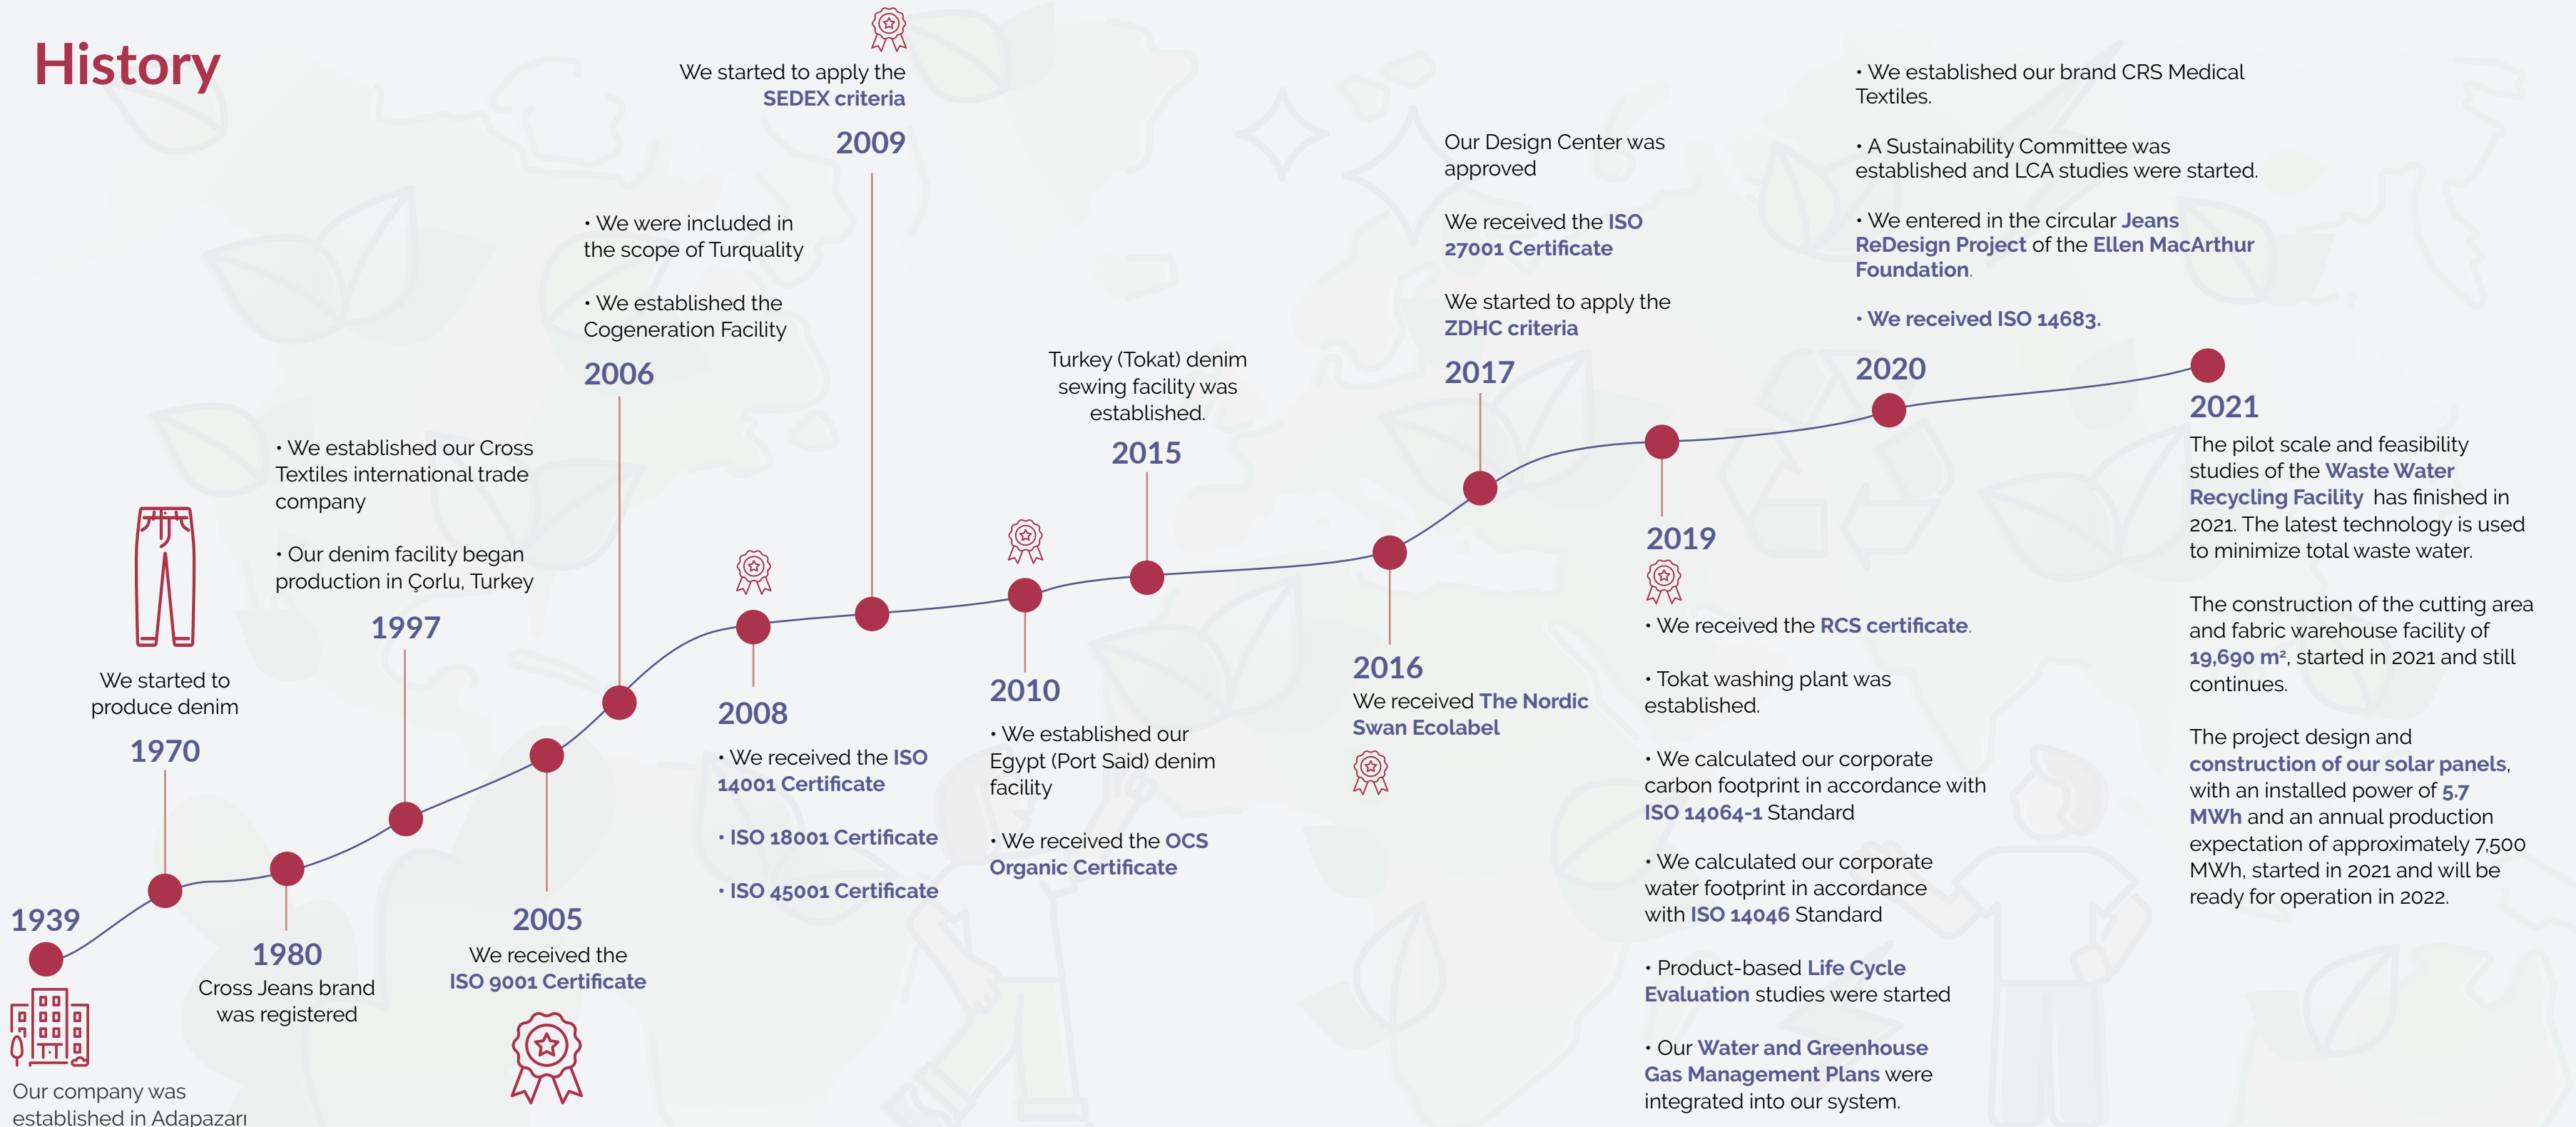 History
1939
Our company was
established in Adapazarı
We started to
produce denim
1970
1980
Cross Jeans brand
was registered
• We established our Cross
Textiles international trade
company
• Our denim facility began
production in Çorlu, Turkey
1997
2005
We received the
ISO 9001 Certificate
• We were included in
the scope of Turquality
• We established the
Cogeneration Facility
2006
2008
• We received the ISO
14001 Certificate
• ISO 18001 Certificate
• ISO 45001 Certificate
We started to apply the
SEDEX criteria
2009
2010
• We established our
Egypt (Port Said) denim
facility
• We received the OCS
Organic Certificate
Turkey (Tokat) denim
sewing facility was
established.
2015
2016
We received The Nordic
Swan Ecolabel
Our Design Center was
approved
We received the ISO
27001 Certificate
We started to apply the
ZDHC criteria
2017
2019
• We received the RCS certificate.
• Tokat washing plant was
established.
• We calculated our corporate
carbon footprint in accordance with
ISO 14064-1 Standard
• We calculated our corporate
water footprint in accordance
with ISO 14046 Standard
• Product-based Life Cycle
Evaluation studies were started
• Our Water and Greenhouse
Gas Management Plans were
integrated into our system.
• We established our brand CRS Medical
Textiles.
• A Sustainability Committee was
established and LCA studies were started.
• We entered in the circular Jeans
ReDesign Project of the Ellen MacArthur
Foundation.
• We received ISO 14683.
2020
2021
The pilot scale and feasibility
studies of the Waste Water
Recycling Facility has finished in
2021. The latest technology is used
to minimize total waste water.
The construction of the cutting area
and fabric warehouse facility of
19,690 m², started in 2021 and still
continues.
The project design and
construction of our solar panels,
with an installed power of 5.7
MWh and an annual production
expectation of approximately 7,500
MWh, started in 2021 and will be
ready for operation in 2022.